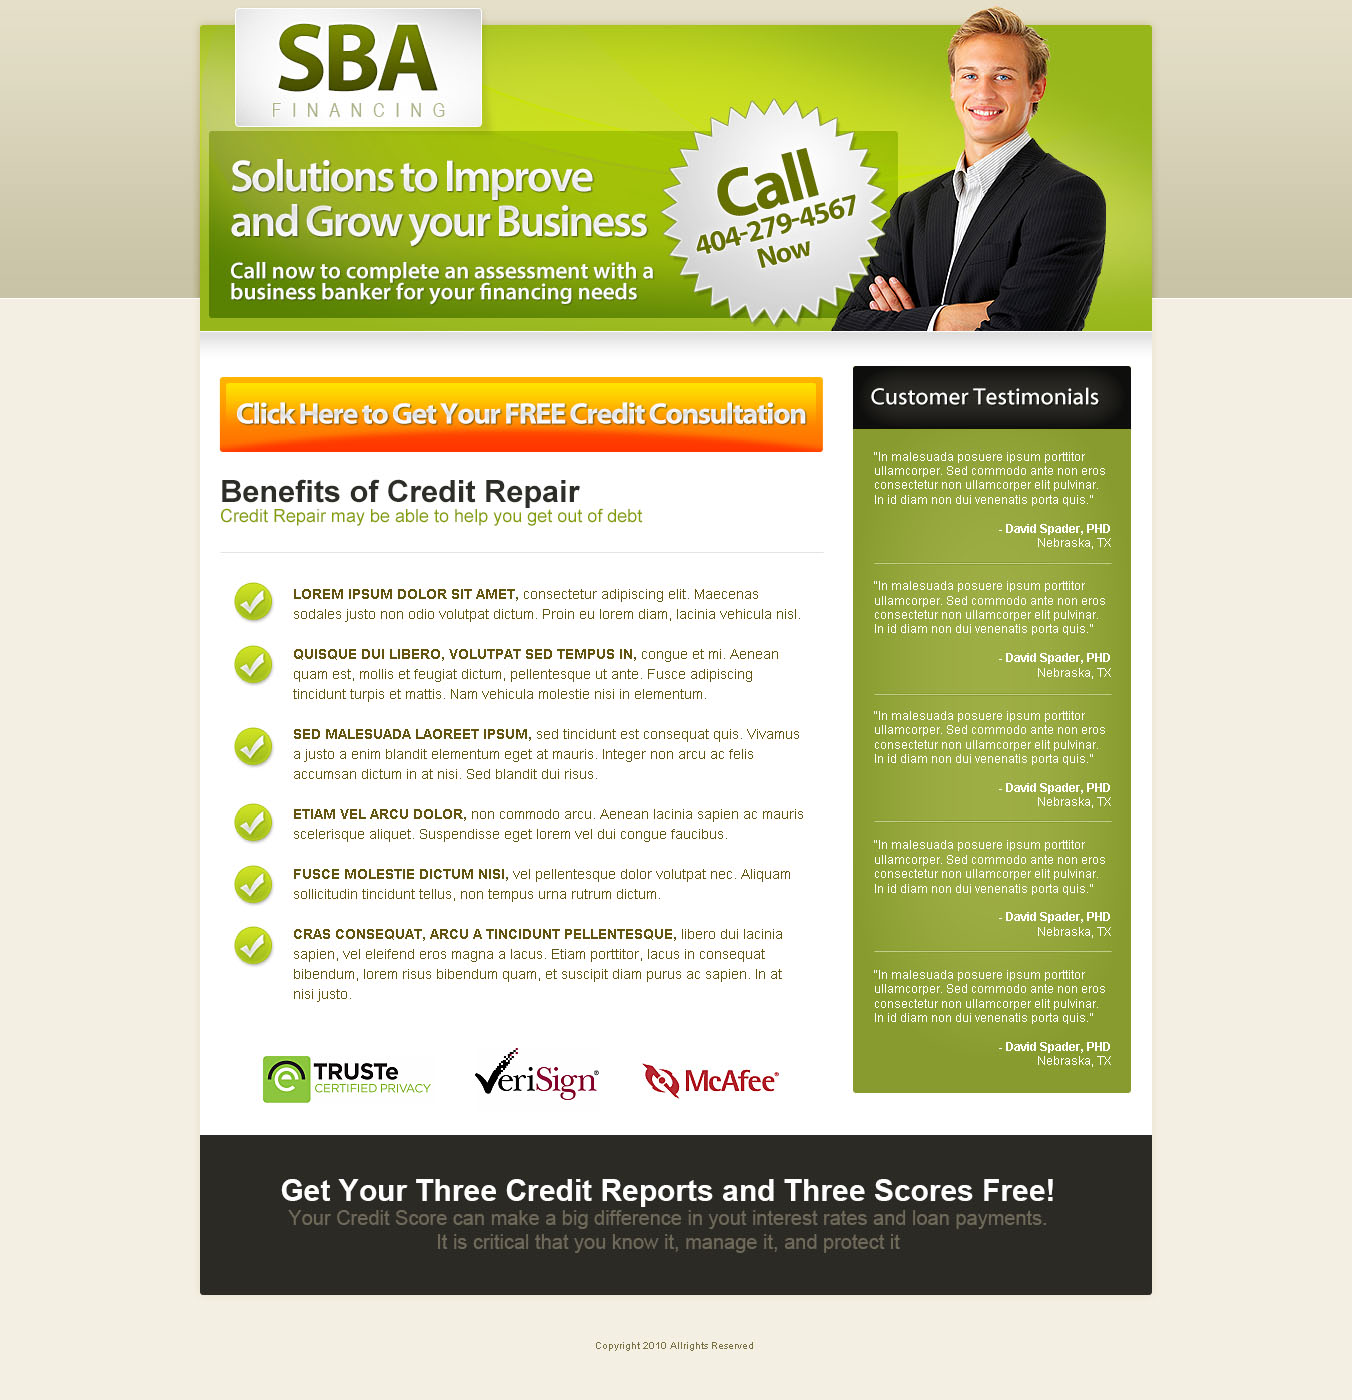 SBA
FINANCING
Solutions to Improve
and Grow your Business
Call now to complete an assessment with a
business banker for your financing needs
Call
404-279-4567
Now
Click Here to Get Your FREE Credit Consultation
Benefits of Credit Repair
Credit Repair may be able to help you get out of debt
LOREM IPSUM DOLOR SIT AMET, consectetur adipiscing elit. Maecenas
sodales justo non odio volutpat dictum. Proin eu lorem diam, lacinia vehicula nisl.
QUISQUE DUI LIBERO, VOLUTPAT SED TEMPUS IN, congue et mi. Aenean
quam est, mollis et feugiat dictum, pellentesque ut ante. Fusce adipiscing
tincidunt turpis et mattis. Nam vehicula molestie nisi in elementum.
SED MALESUADA LAOREET IPSUM, sed tincidunt est consequat quis. Vivamus
a justo a enim blandit elementum eget at mauris. Integer non arcu ac felis
accumsan dictum in at nisi. Sed blandit dui risus.
ETIAM VEL ARCU DOLOR, non commodo arcu. Aenean lacinia sapien ac mauris
scelerisque aliquet. Suspendisse eget lorem vel dui congue faucibus.
FUSCE MOLESTIE DICTUM NISI, vel pellentesque dolor volutpat nec. Aliquam
sollicitudin tincidunt tellus, non tempus urna rutrum dictum.
CRAS CONSEQUAT, ARCU A TINCIDUNT PELLENTESQUE, libero dui lacinia
sapien, vel eleifend eros magna a lacus. Etiam porttitor, lacus in consequat
bibendum, lorem risus bibendum quam, et suscipit diam purus ac sapien. In at
nisi justo.
TRUSTe
CERTIFIED PRIVACY
VeriSign®
McAfee®
Customer Testimonials
"In malesuada posuere ipsum porttitor
ullamcorper. Sed commodo ante non eros
consectetur non ullamcorper elit pulvinar.
In id diam non dui venenatis porta quis."
- David Spader, PHD
Nebraska, TX
"In malesuada posuere ipsum porttitor
ullamcorper. Sed commodo ante non eros
consectetur non ullamcorper elit pulvinar.
In id diam non dui venenatis porta quis."
- David Spader, PHD
Nebraska, TX
"In malesuada posuere ipsum porttitor
ullamcorper. Sed commodo ante non eros
consectetur non ullamcorper elit pulvinar.
In id diam non dui venenatis porta quis."
- David Spader, PHD
Nebraska, TX
"In malesuada posuere ipsum porttitor
ullamcorper. Sed commodo ante non eros
consectetur non ullamcorper elit pulvinar.
In id diam non dui venenatis porta quis."
- David Spader, PHD
Nebraska, TX
"In malesuada posuere ipsum porttitor
ullamcorper. Sed commodo ante non eros
consectetur non ullamcorper elit pulvinar.
In id diam non dui venenatis porta quis."
- David Spader, PHD
Nebraska, TX
Get Your Three Credit Reports and Three Scores Free!
Your Credit Score can make a big difference in yout interest rates and loan payments.
It is critical that you know it, manage it, and protect it
Copyright 2010 Allrights Reserved